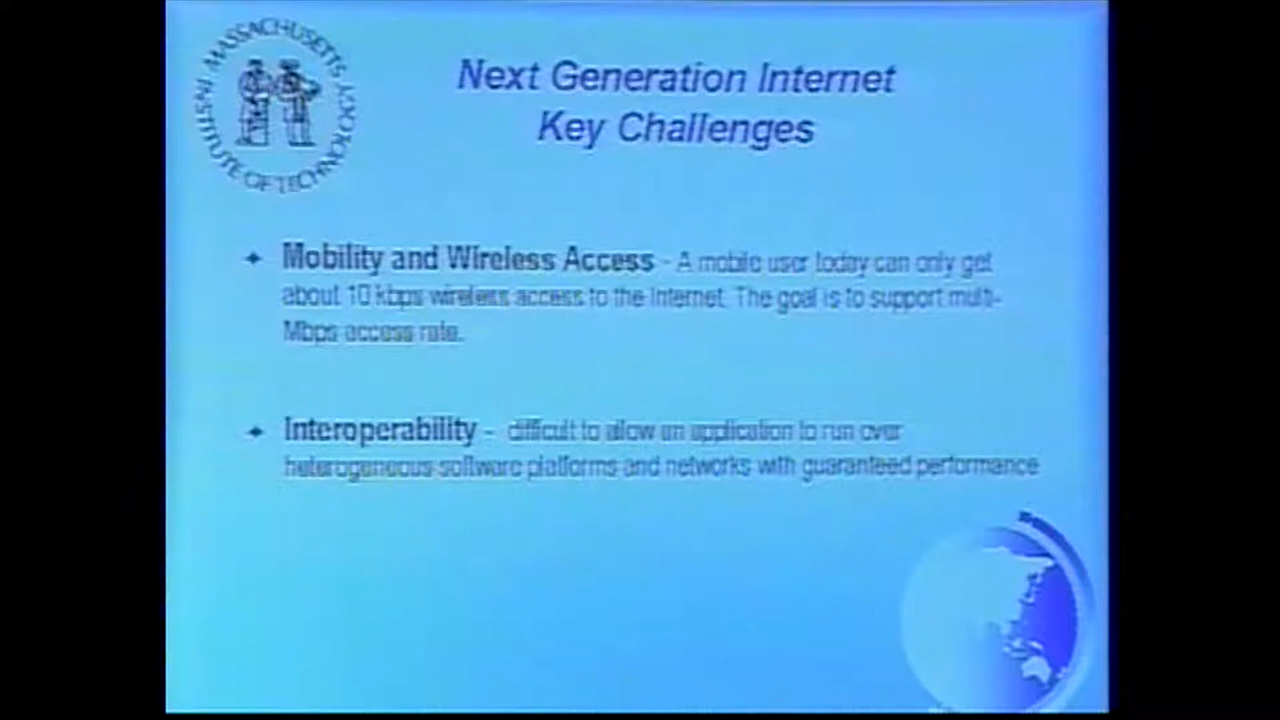 MASSACHUSETTS INSTITUTE OF TECHNOLOGY
Next Generation Internet
Key Challenges
Mobility and Wireless Access - A mobile user today can only get
about 10 kbps wireless access to the Internet. The goal is to support multi-
Mbps access rate.
Interoperability - difficult to allow an application to run over
heterogeneous software platforms and networks with guaranteed performance